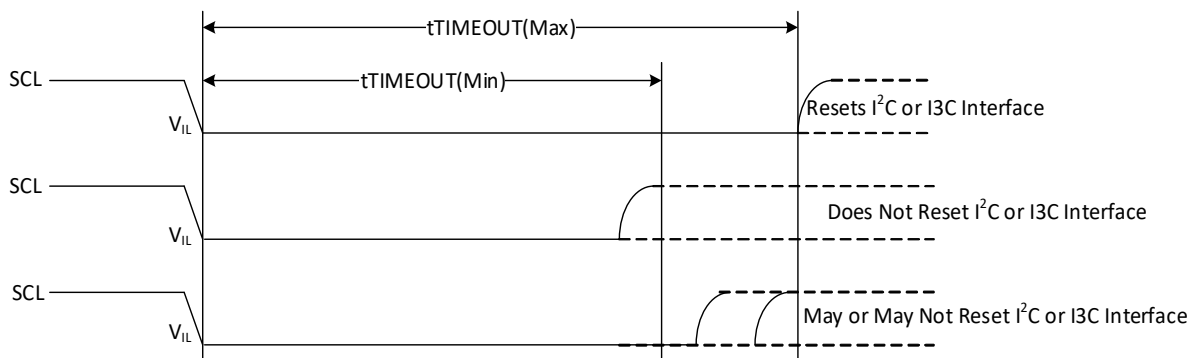 tTIMEOUT(Max)
tTIMEOUT(Min)
SCL
VIL
Resets I²C or I3C Interface
SCL
VIL
Does Not Reset I²C or I3C Interface
SCL
VIL
May or May Not Reset I²C or I3C Interface